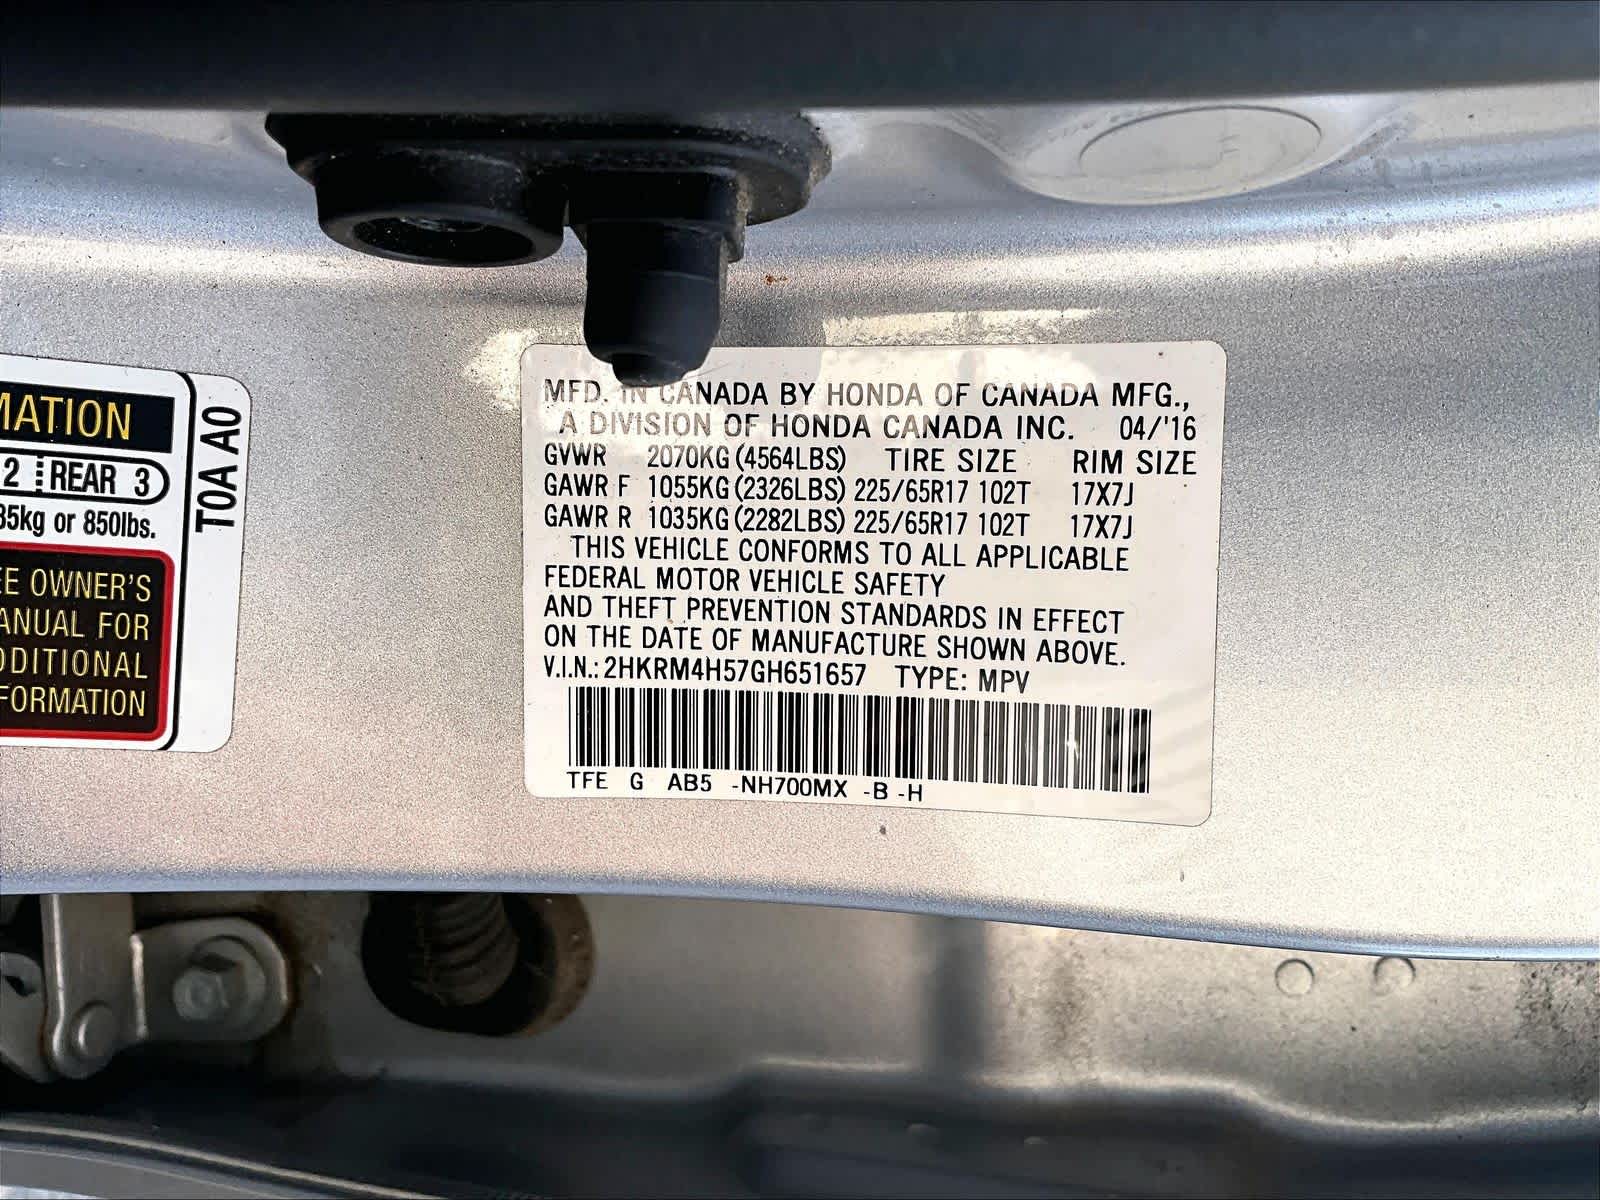 MATION
2 REAR 3
85kg or 850lbs.
EE OWNER'S
ANUAL FOR
DDITIONAL
FORMATION
T0A A0
MFD. IN CANADA BY HONDA OF CANADA MFG.,
A DIVISION OF HONDA CANADA INC. 04/'16
GVWR 2070KG (4564LBS) TIRE SIZE RIM SIZE
GAWR F 1055KG (2326LBS) 225/65R17 102T 17X7J
GAWR R 1035KG (2282LBS) 225/65R17 102T 17X7J
THIS VEHICLE CONFORMS TO ALL APPLICABLE
FEDERAL MOTOR VEHICLE SAFETY
AND THEFT PREVENTION STANDARDS IN EFFECT
ON THE DATE OF MANUFACTURE SHOWN ABOVE.
V.I.N.: 2HKRM4H57GH651657 TYPE: MPV
TFE G AB5 -NH700MX -B -H